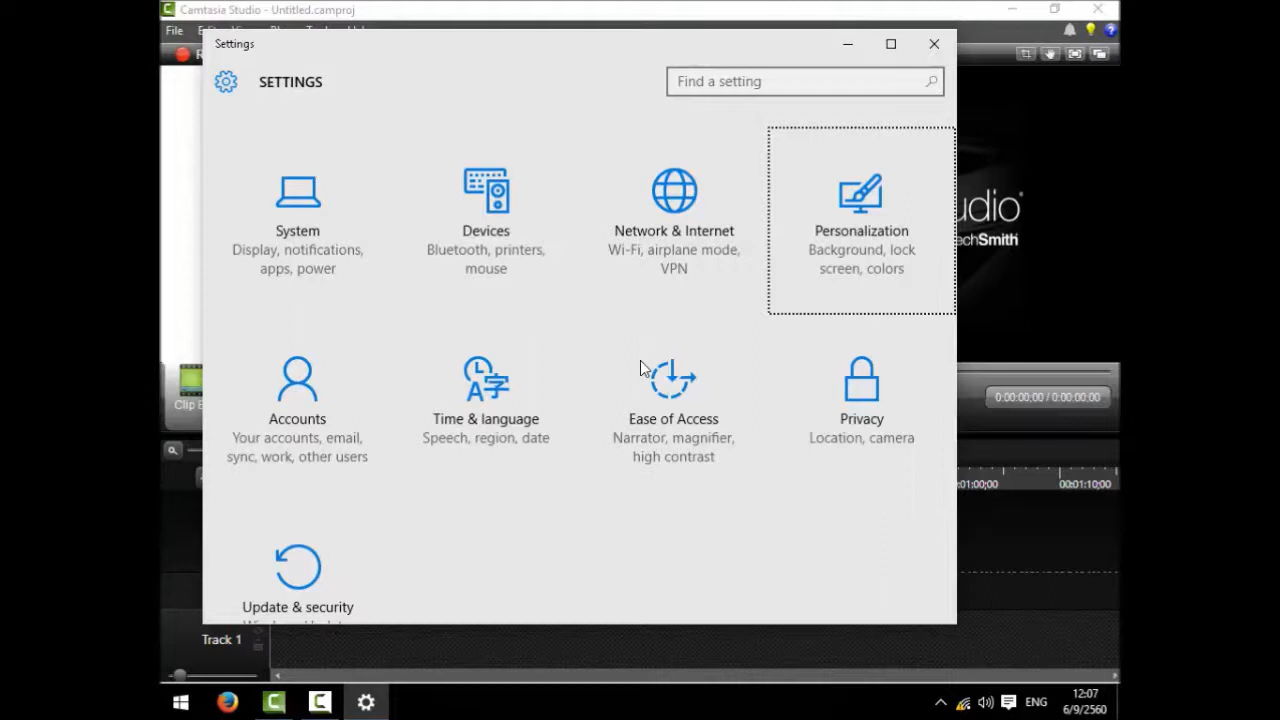 Camtasia Studio - Untitled.camproj
File
Settings
SETTINGS
Find a setting
System
Display, notifications,
apps, power
Devices
Bluetooth, printers,
mouse
Network & Internet
Wi-Fi, airplane mode,
VPN
Personalization
Background, lock
screen, colors
udio
echSmith
Accounts
Your accounts, email,
sync, work, other users
Time & language
Speech, region, date
Ease of Access
Narrator, magnifier,
high contrast
Privacy
Location, camera
Clip
0:00:00;00 / 0:00:00;00
:01:00;00
00:01:10;00
Update & security
Track 1
ENG
12:07
6/9/2560